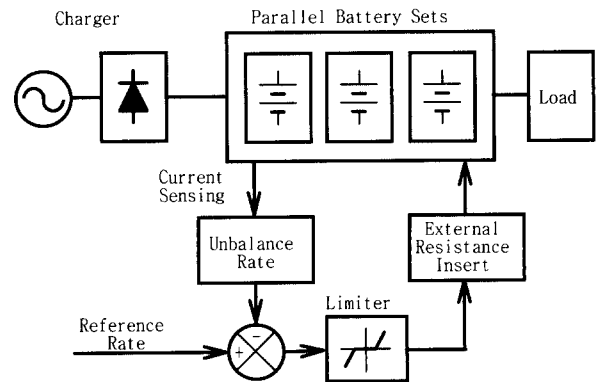 Charger
Parallel Battery Sets
Load
Current
Sensing
Unbalance
Rate
External
Resistance
Insert
Reference
Rate
Limiter
+
-